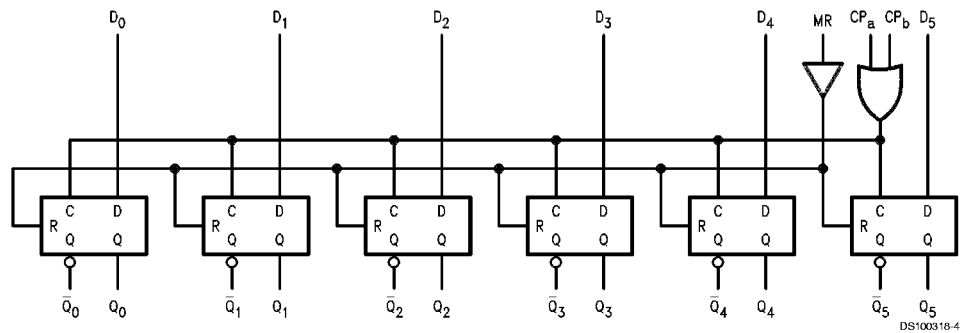 D₀ D₁ D₂ D₃ D₄ MR CPₐ CP_b D₅
C D C D C D C D C D C D
R R R R R R
Q Q Q Q Q Q Q Q Q Q Q Q
Q̅₀ Q₀ Q̅₁ Q₁ Q̅₂ Q₂ Q̅₃ Q₃ Q̅₄ Q₄ Q̅₅ Q₅
DS100318-4